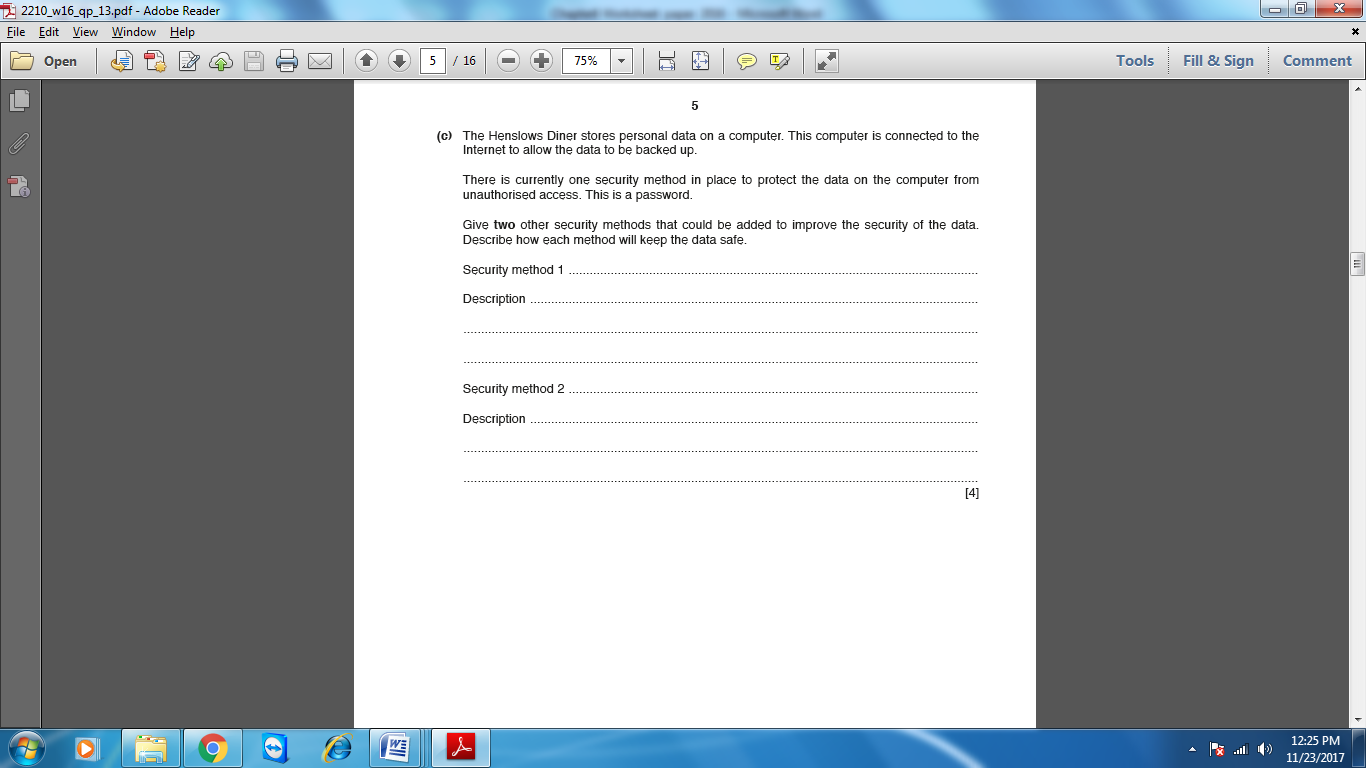 2210_w16_qp_13.pdf - Adobe Reader
File Edit View Window Help
Open 5 / 16 75% Tools Fill & Sign Comment
5
(c) The Henslows Diner stores personal data on a computer. This computer is connected to the
Internet to allow the data to be backed up.
There is currently one security method in place to protect the data on the computer from
unauthorised access. This is a password.
Give two other security methods that could be added to improve the security of the data.
Describe how each method will keep the data safe.
Security method 1 ..............................................................
Description ..............................................................
..............................................................
..............................................................
Security method 2 ..............................................................
Description ..............................................................
..............................................................
..............................................................
[4]
12:25 PM
11/23/2017